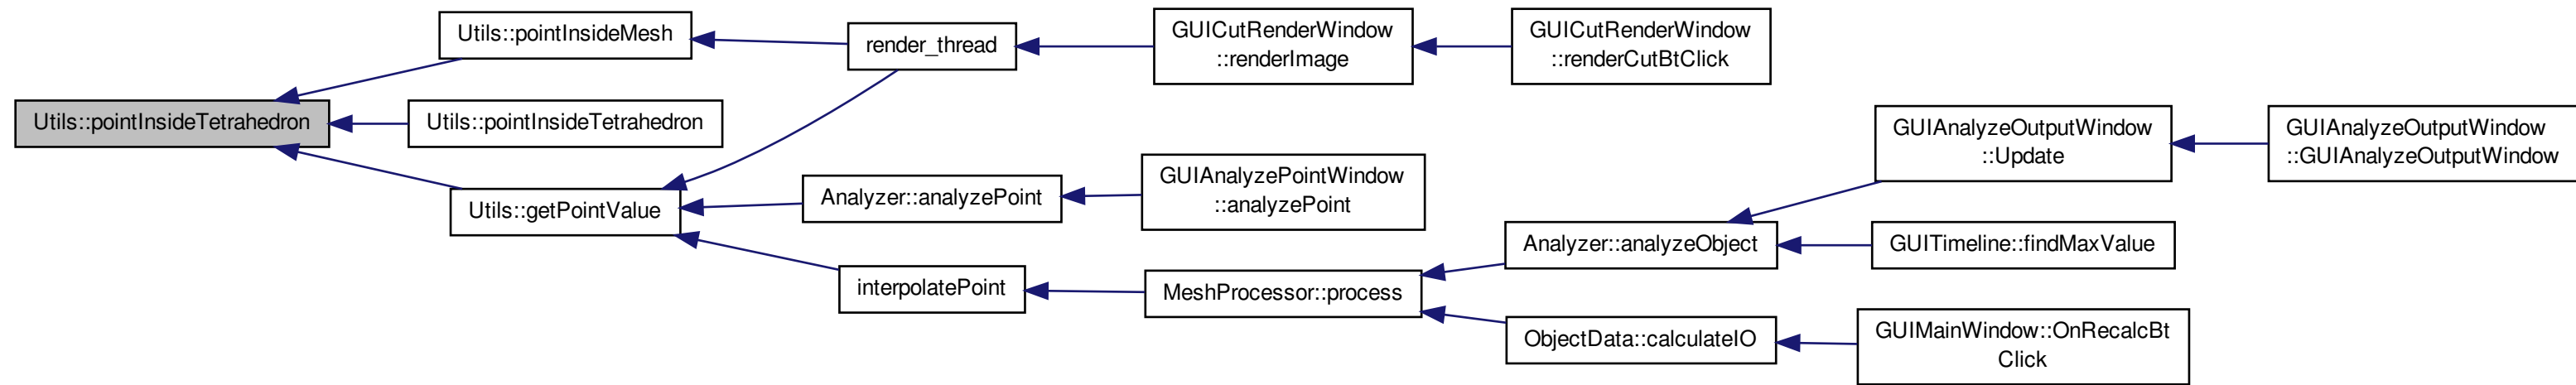 Utils::pointInsideTetrahedron
Utils::pointInsideMesh
Utils::pointInsideTetrahedron
Utils::getPointValue
render_thread
Analyzer::analyzePoint
interpolatePoint
GUICutRenderWindow
::renderImage
GUIAnalyzePointWindow
::analyzePoint
MeshProcessor::process
GUICutRenderWindow
::renderCutBtClick
Analyzer::analyzeObject
ObjectData::calculateIO
GUIAnalyzeOutputWindow
::Update
GUITimeline::findMaxValue
GUIMainWindow::OnRecalcBt
Click
GUIAnalyzeOutputWindow
::GUIAnalyzeOutputWindow